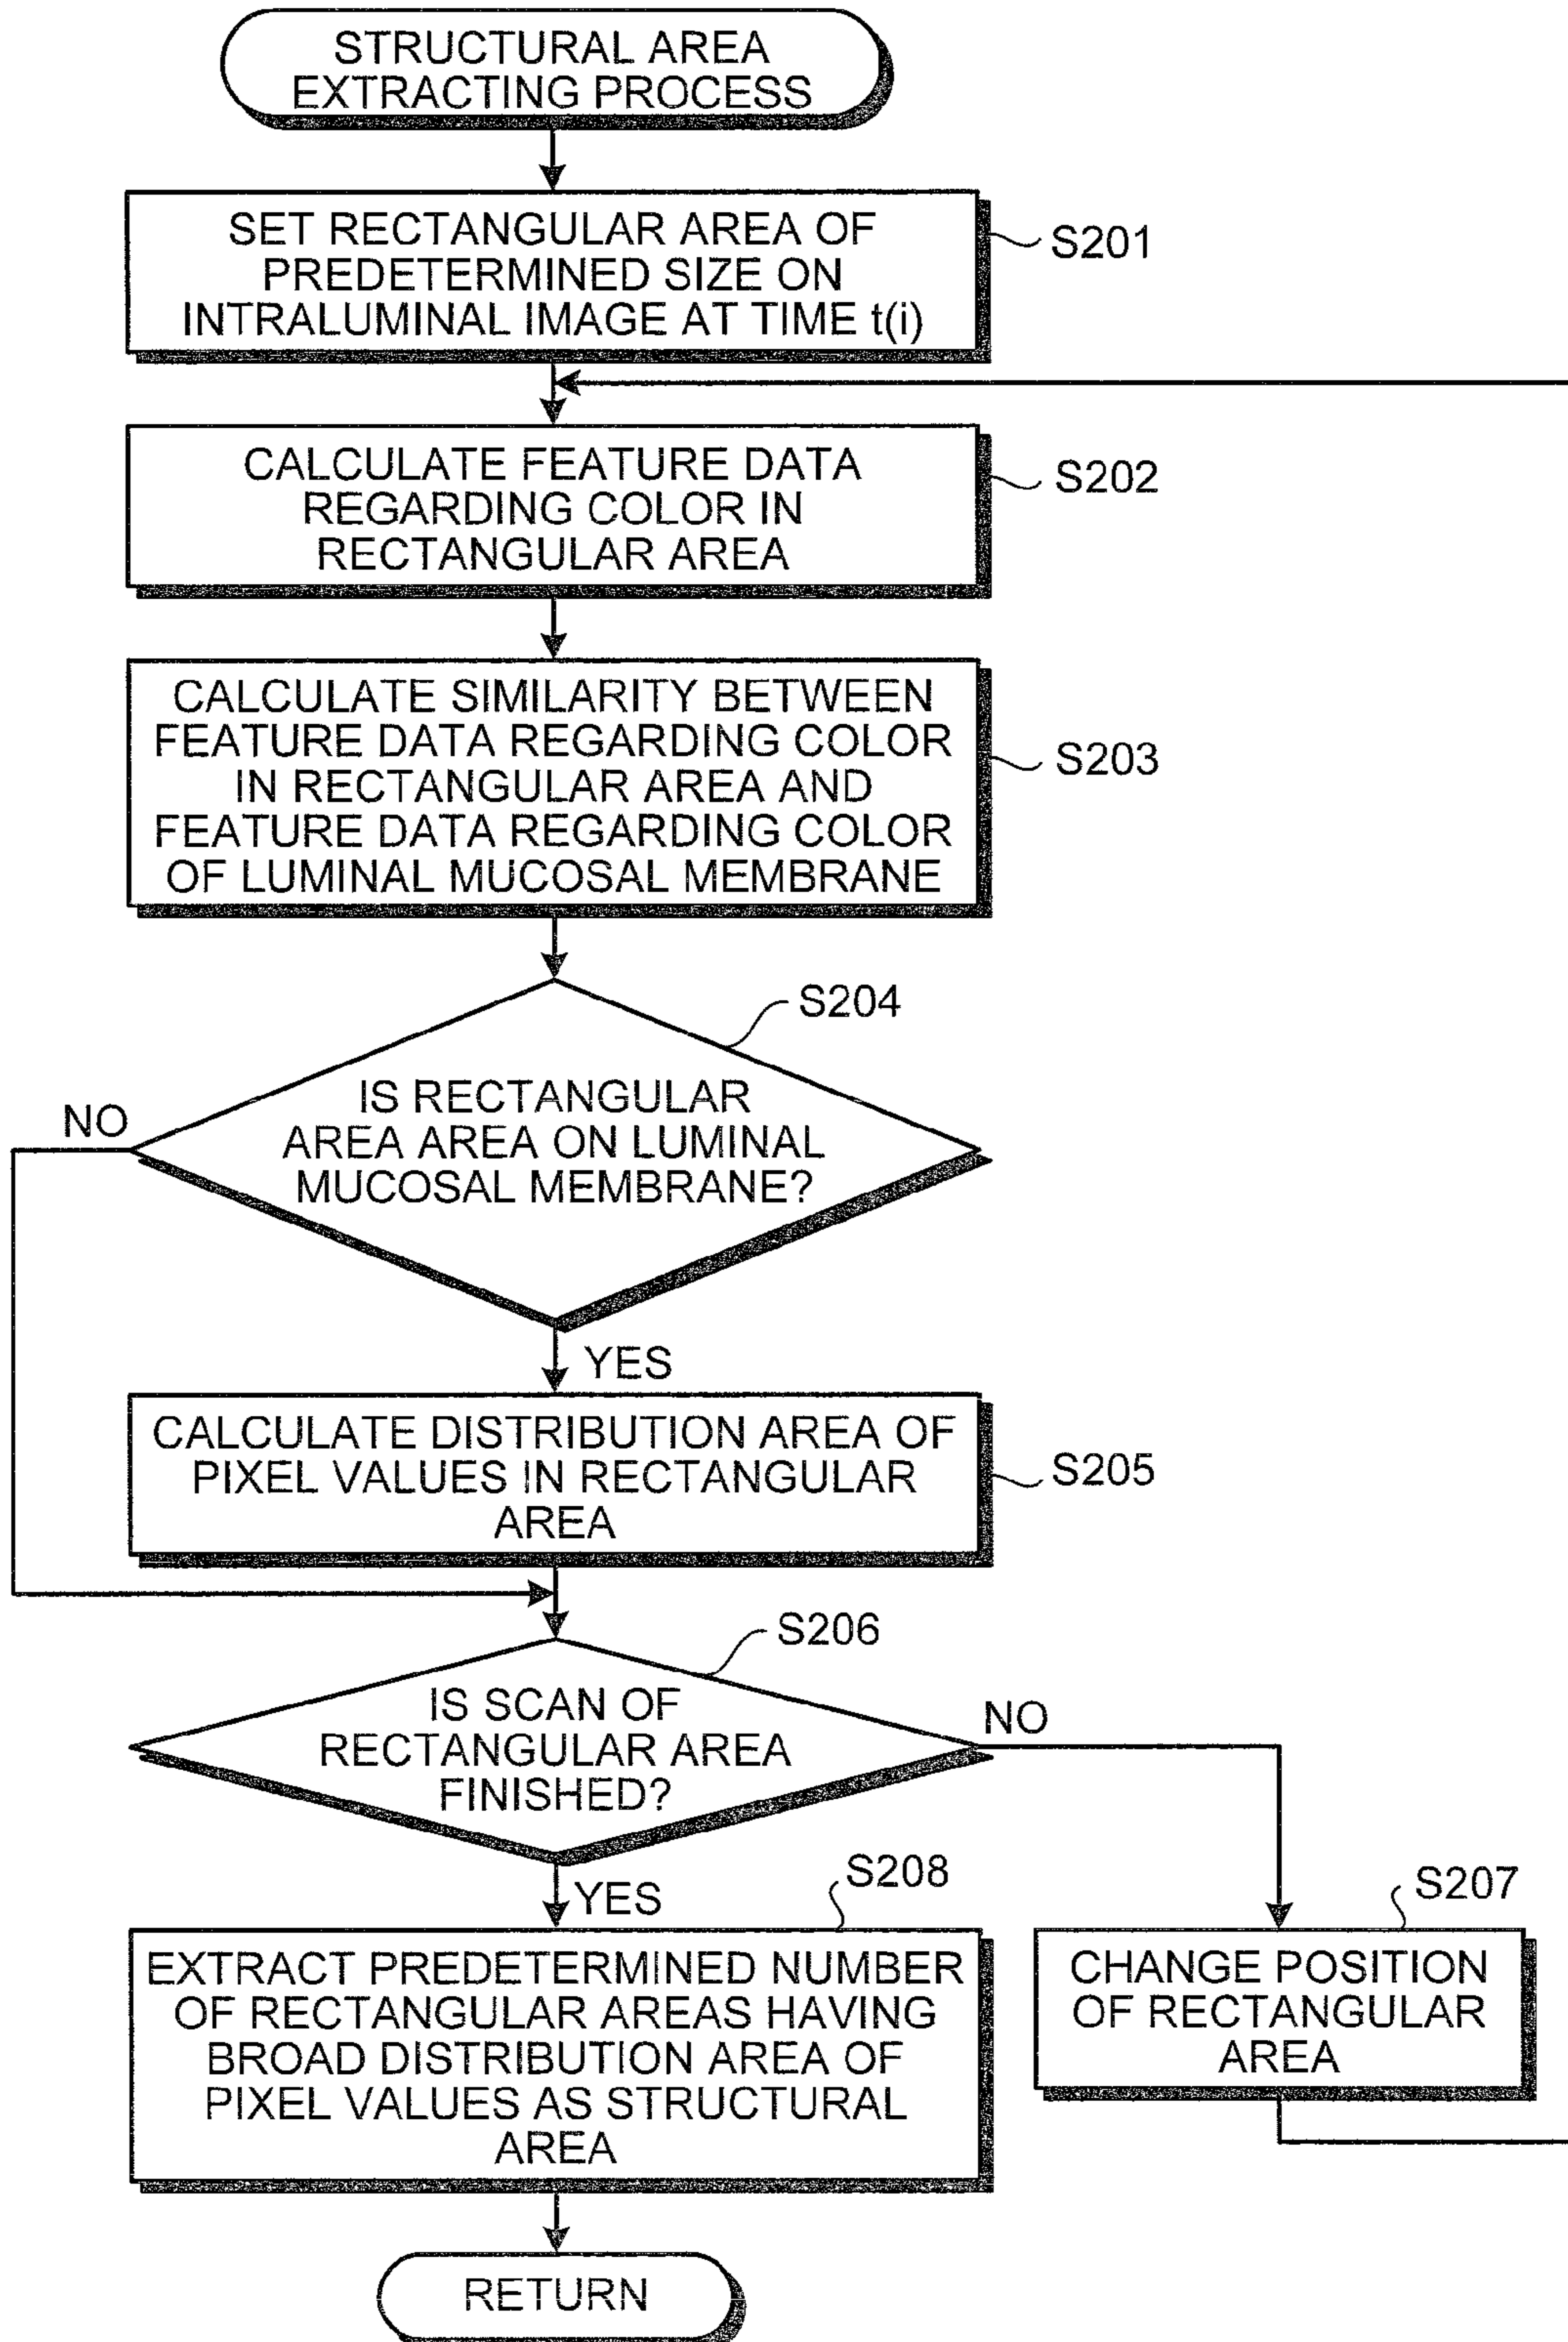 STRUCTURAL AREA
EXTRACTING PROCESS
SET RECTANGULAR AREA OF
PREDETERMINED SIZE ON
INTRALUMINAL IMAGE AT TIME t(i)
S201
CALCULATE FEATURE DATA
REGARDING COLOR IN
RECTANGULAR AREA
S202
CALCULATE SIMILARITY BETWEEN
FEATURE DATA REGARDING COLOR
IN RECTANGULAR AREA AND
FEATURE DATA REGARDING COLOR
OF LUMINAL MUCOSAL MEMBRANE
S203
S204
IS RECTANGULAR
AREA AREA ON LUMINAL
MUCOSAL MEMBRANE?
NO
YES
CALCULATE DISTRIBUTION AREA OF
PIXEL VALUES IN RECTANGULAR
AREA
S205
S206
IS SCAN OF
RECTANGULAR AREA
FINISHED?
NO
YES
S208
EXTRACT PREDETERMINED NUMBER
OF RECTANGULAR AREAS HAVING
BROAD DISTRIBUTION AREA OF
PIXEL VALUES AS STRUCTURAL
AREA
S207
CHANGE POSITION
OF RECTANGULAR
AREA
RETURN